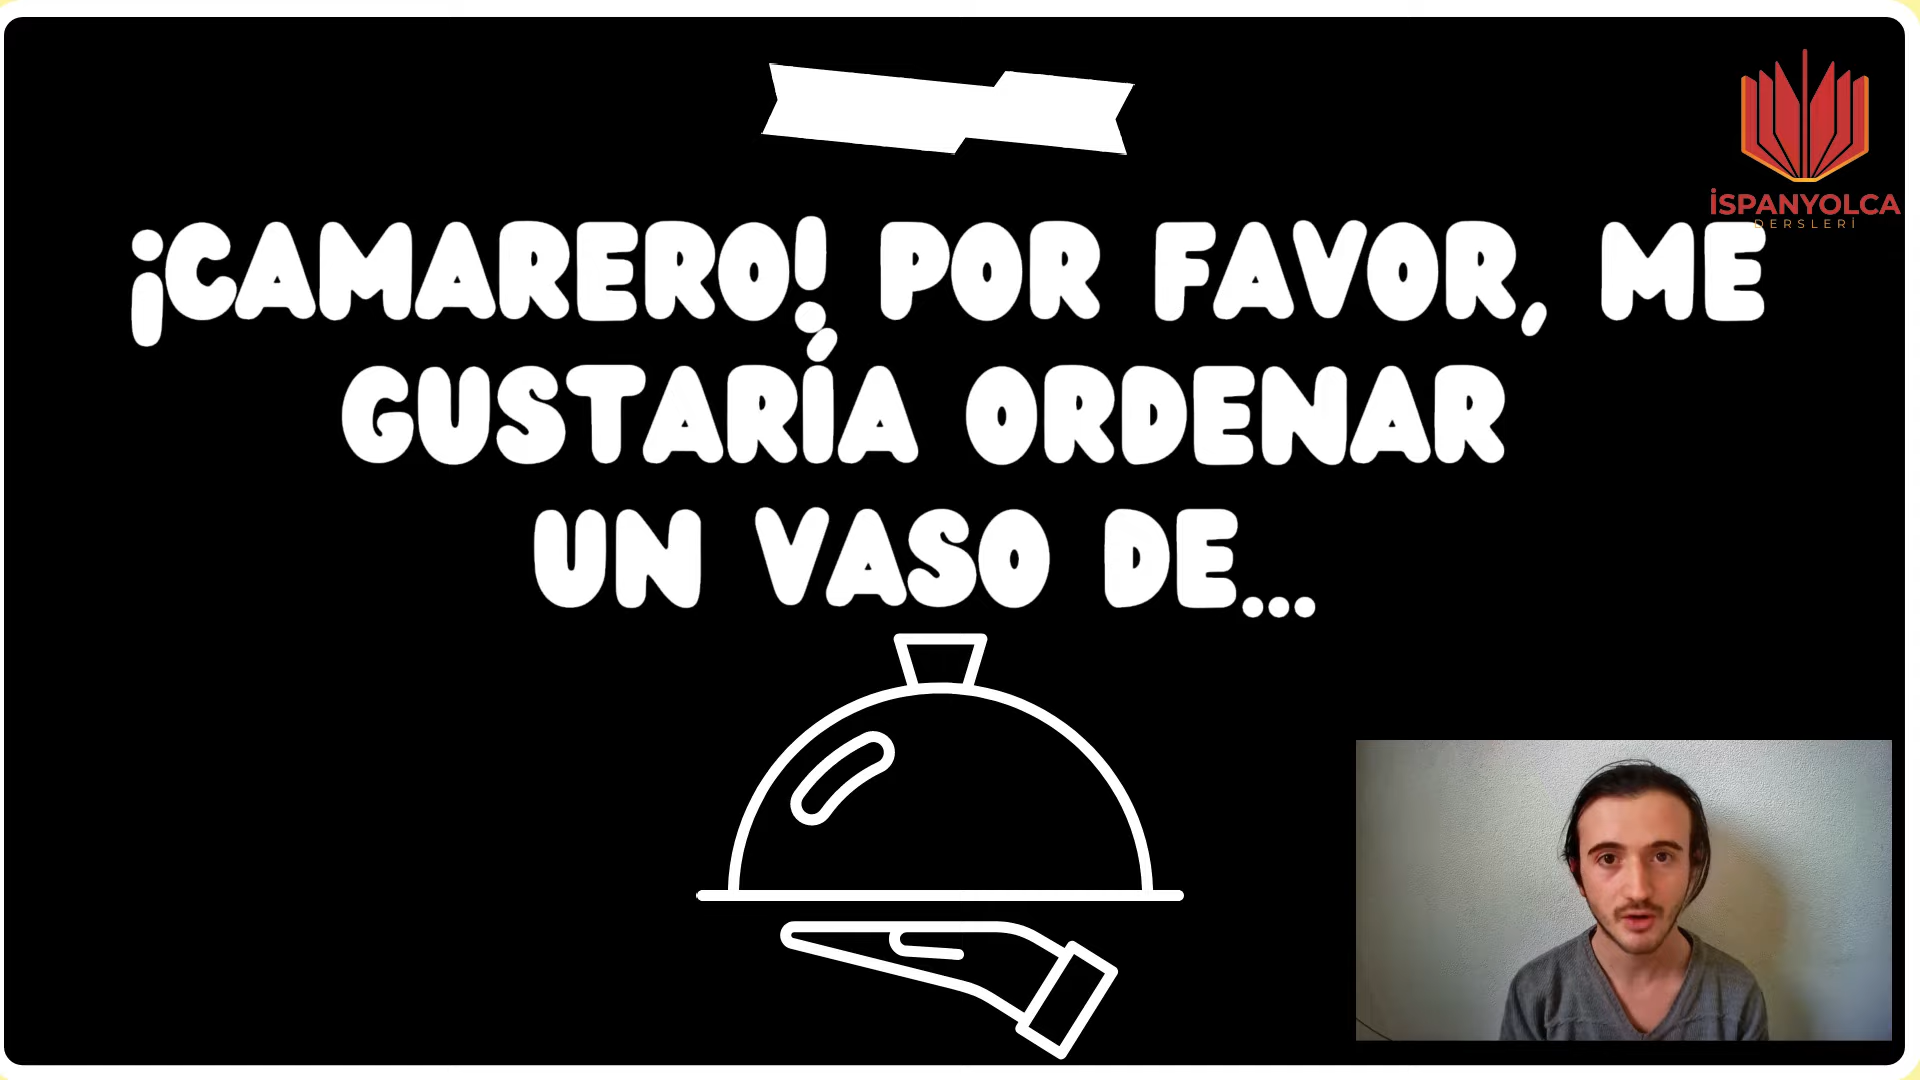 İSPANYOLCA
DERSLERİ
¡CAMARERO! POR FAVOR, ME
GUSTARÍA ORDENAR
UN VASO DE...